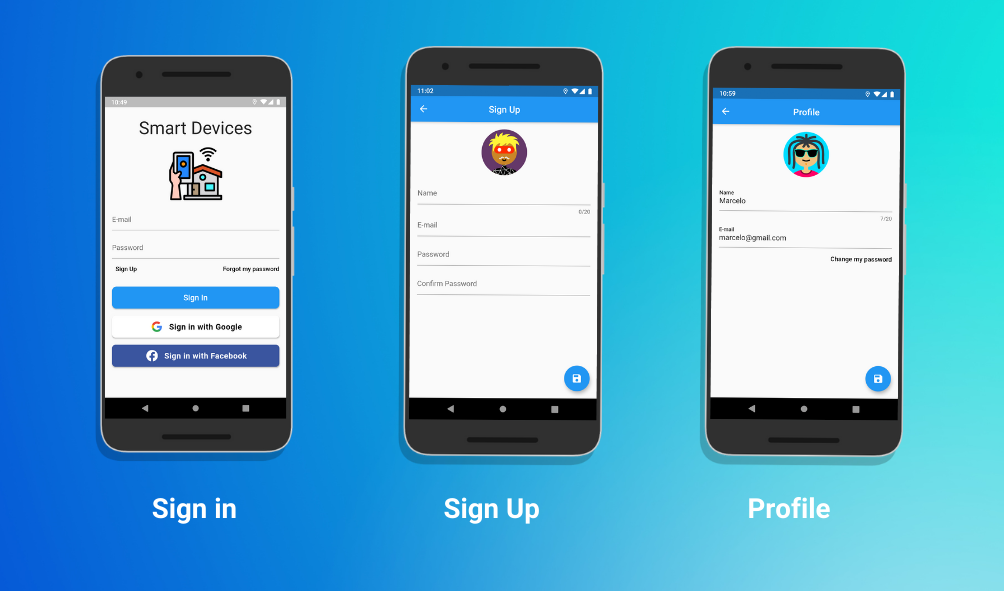 10:49
Smart Devices
E-mail
Password
Sign Up
Forgot my password
Sign In
Sign in with Google
Sign in with Facebook
Sign in
11:02
Sign Up
Name
0/20
E-mail
Password
Confirm Password
Sign Up
10:59
Profile
Name
Marcelo
7/20
E-mail
marcelo@gmail.com
Change my password
Profile